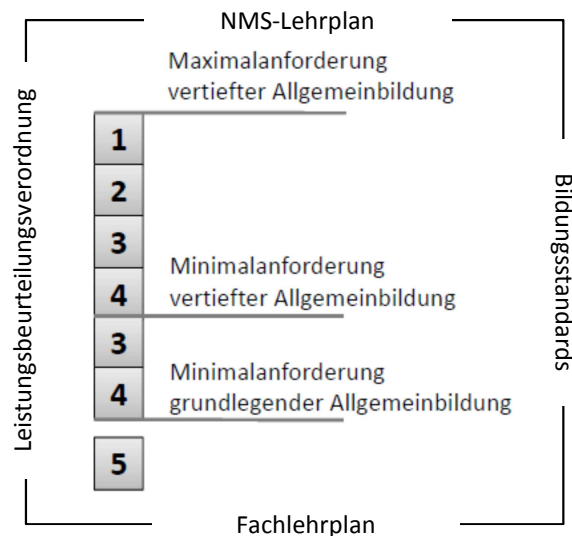 NMS-Lehrplan
Maximalanforderung
vertiefter Allgemeinbildung
Leistungsbeurteilungsverordnung
Bildungsstandards
1
2
3
4
Minimalanforderung
vertiefter Allgemeinbildung
3
4
Minimalanforderung
grundlegender Allgemeinbildung
5
Fachlehrplan